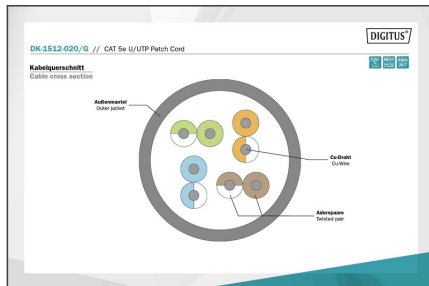 DIGITUS®
DK-1512-020/G // CAT 5e U/UTP Patch Cord
Kabelquerschnitt
Cable cross section
Außenmantel
Outer jacket
Cu-Draht
Cu-Wire
Adernpaare
Twisted pair